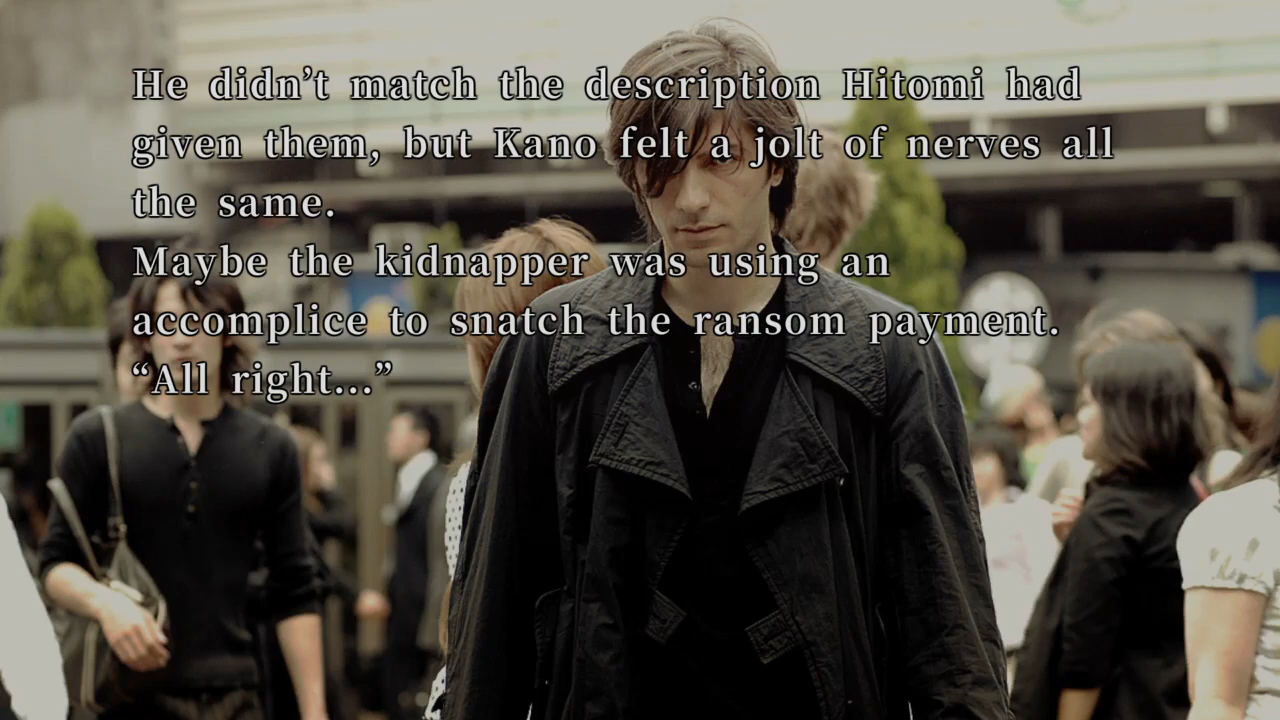 He didn’t match the description Hitomi had
given them, but Kano felt a jolt of nerves all
the same.
Maybe the kidnapper was using an
accomplice to snatch the ransom payment.
“All right...”